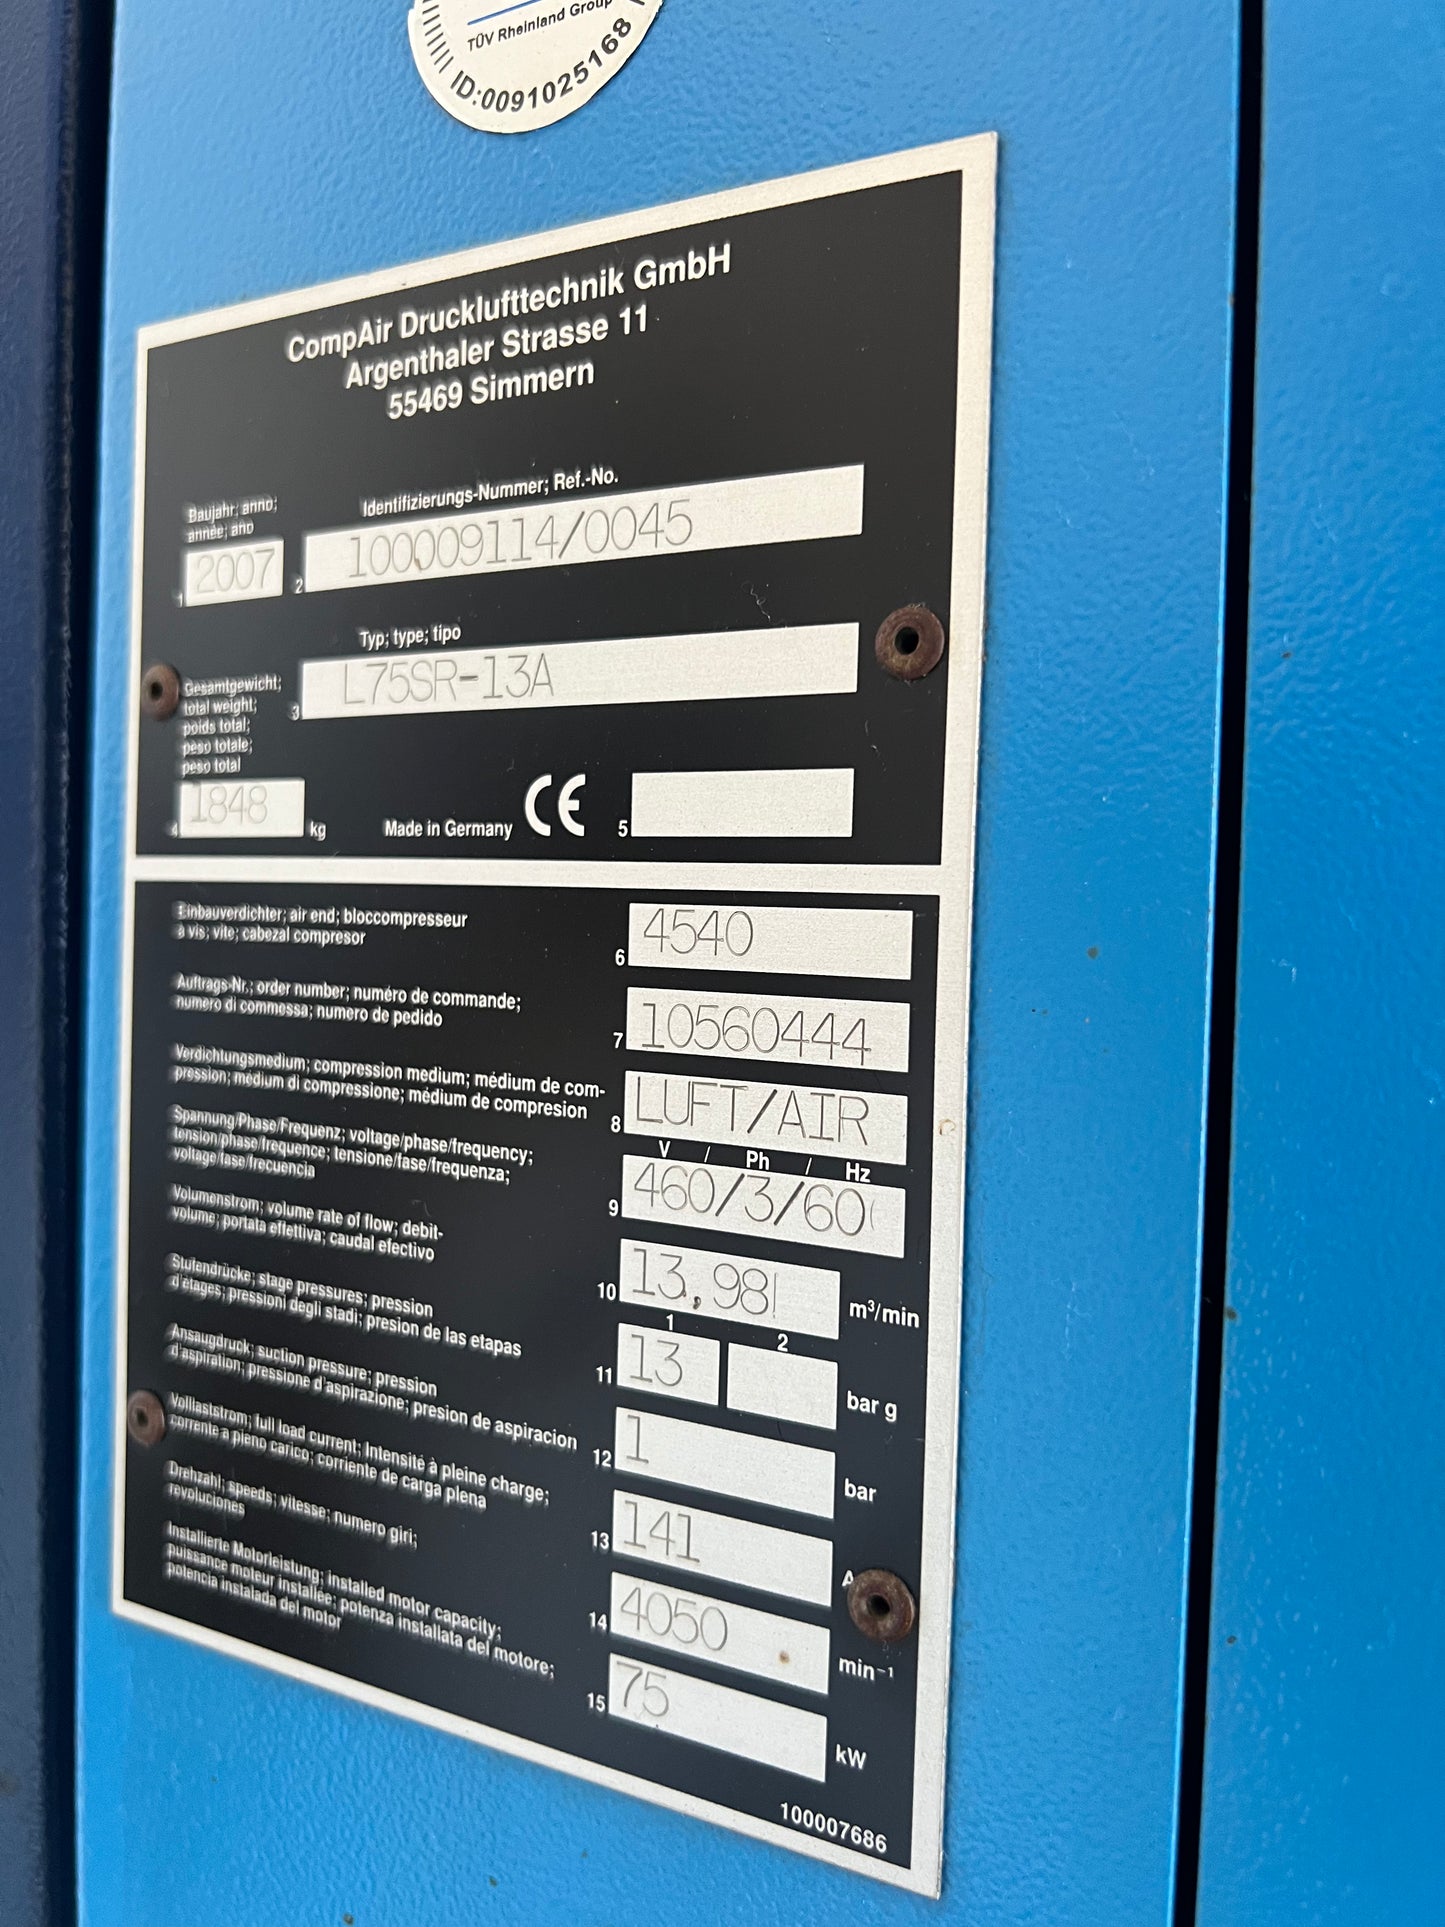 TÜV Rheinland Group
ID:0091025168
CompAir Drucklufttechnik GmbH
Argenthaler Strasse 11
55469 Simmern
Baujahr; anno;
année; ano
1 2007
Identifizierungs-Nummer; Ref.-No.
2 100009114/0045
Typ; type; tipo
3 L75SR-13A
Gesamtgewicht;
total weight;
poids total;
peso totale;
peso total
4 1848 kg
Made in Germany CE 5
Einbauverdichter; air end; bloccompresseur
à vis; vite; cabezal compresor
6 4540
Auftrags-Nr.; order number; numéro de commande;
numero di commessa; numero de pedido
7 10560444
Verdichtungsmedium; compression medium; médium de com-
pression; médium di compressione; médium de compresion
8 LUFT/AIR
Spannung/Phase/Frequenz; voltage/phase/frequency;
tension/phase/frequence; tensione/fase/frequenza;
voltage/fase/frecuencia
V / Ph / Hz
9 460/3/60
Volumenstrom; volume rate of flow; debit-
volume; portata effettiva; caudal efectivo
10 13,98 m³/min
Stufendrücke; stage pressures; pression
d'étages; pressioni degli stadi; presion de las etapas
1 2
11 13 bar g
Ansaugdruck; suction pressure; pression
d'aspiration; pressione d'aspirazione; presion de aspiracion
12 1 bar
Volllaststrom; full load current; Intensité à pleine charge;
corrente a pieno carico; corriente de carga plena
13 141 A
Drehzahl; speeds; vitesse; numero giri;
revoluciones
14 4050 min⁻¹
Installierte Motorleistung; installed motor capacity;
puissance moteur installée; potenza installata del motore;
potencia instalada del motor
15 75 kW
100007686